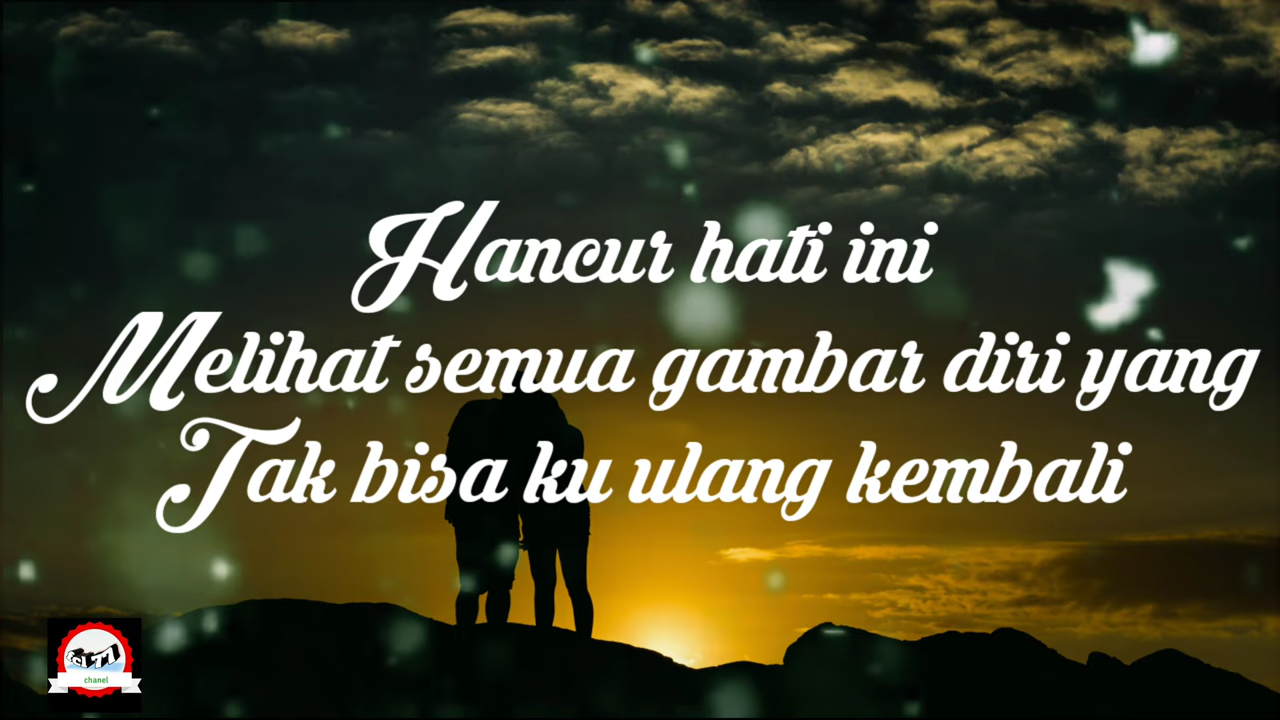 Hancur hati ini
Melihat semua gambar diri yang
Tak bisa ku ulang kembali
chanel